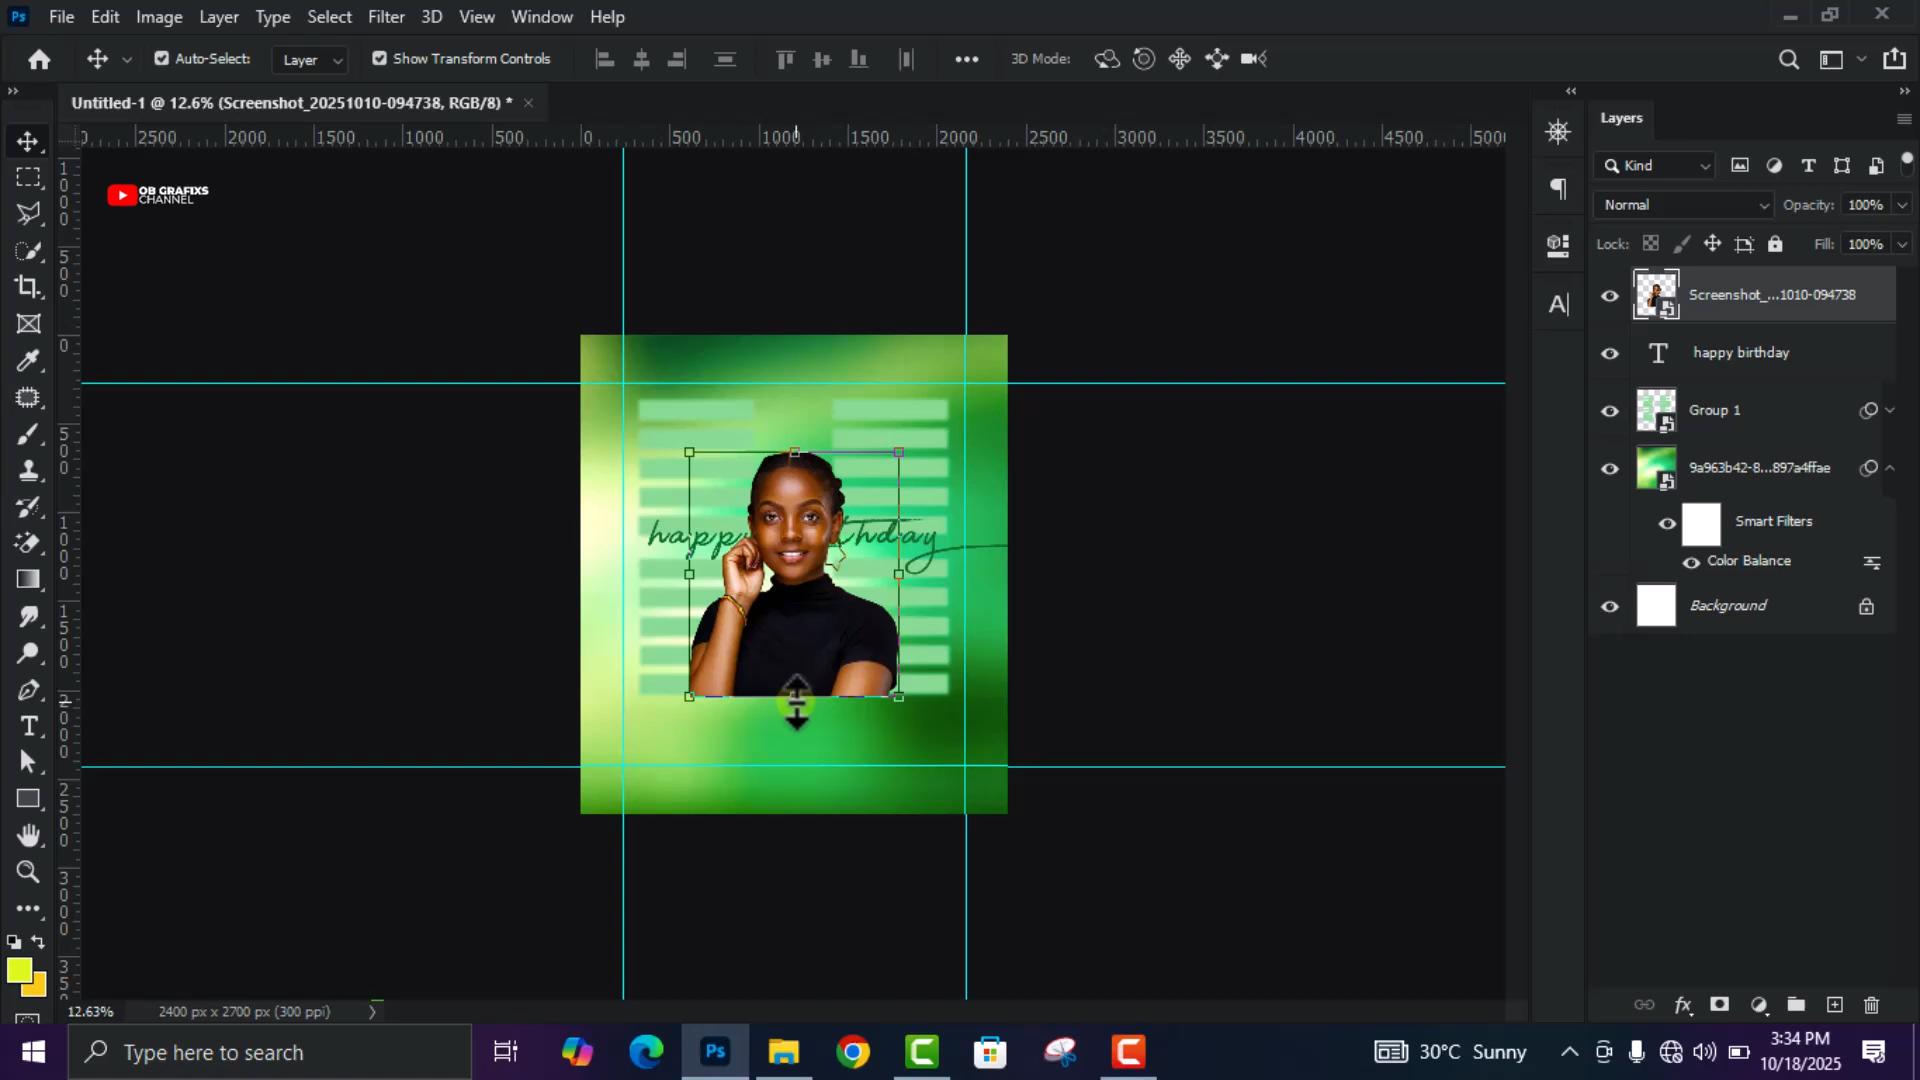 Ps File Edit Image Layer Type Select Filter 3D View Window Help
Auto-Select: Layer Show Transform Controls 3D Mode:
Untitled-1 @ 12.6% (Screenshot_20251010-094738, RGB/8) *
2500 2000 1500 1000 500 0 500 1000 1500 2000 2500 3000 3500 4000 4500 5000
OB GRAFIXS
CHANNEL
Layers
Kind
Normal Opacity: 100%
Lock: Fill: 100%
Screenshot_...1010-094738
happy birthday
Group 1
9a963b42-8...897a4ffae
Smart Filters
Color Balance
Background
12.63% 2400 px x 2700 px (300 ppi)
Type here to search
Ps
30°C Sunny
3:34 PM
10/18/2025